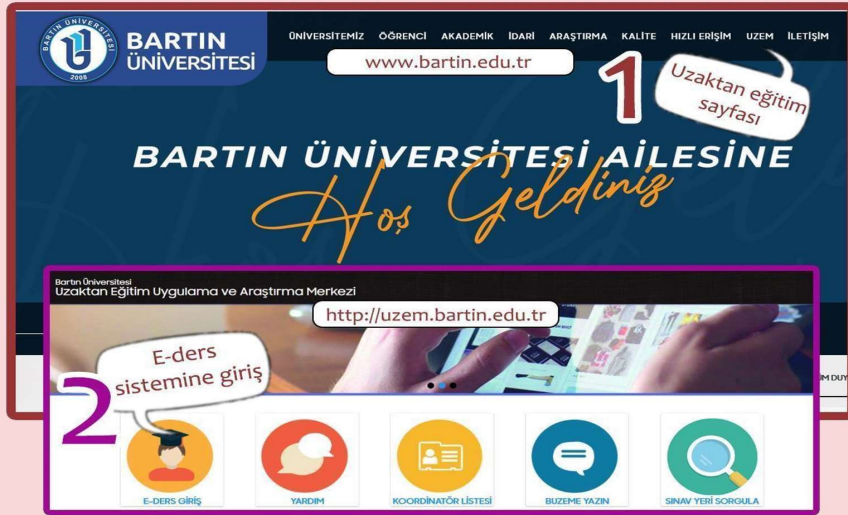 ÜNİVERSİTESİ
2008
BARTIN
ÜNİVERSİTESİ
ÜNİVERSİTEMİZ ÖĞRENCİ AKADEMİK İDARİ ARAŞTIRMA KALİTE HIZLI ERİŞİM UZEM İLETİŞİM
www.bartin.edu.tr
1
Uzaktan eğitim
sayfası
BARTIN ÜNİVERSİTESİ AİLESİNE
Hoş Geldiniz
Bartın Üniversitesi
Uzaktan Eğitim Uygulama ve Araştırma Merkezi
http://uzem.bartin.edu.tr
E-ders
sistemine giriş
2
E-DERS GİRİŞ YARDIM KOORDİNATÖR LİSTESİ BUZEME YAZIN SINAV YERİ SORGULA